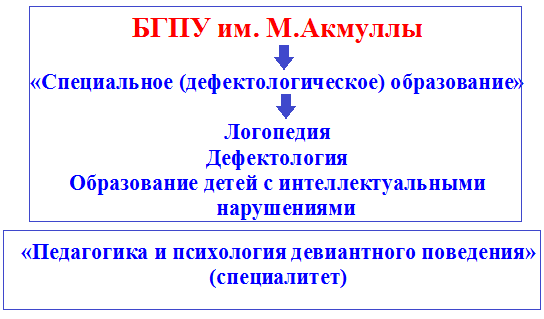 БГПУ им. М.Акмуллы
«Специальное (дефектологическое) образование»
Логопедия
Дефектология
Образование детей с интеллектуальными
нарушениями
«Педагогика и психология девиантного поведения»
(специалитет)